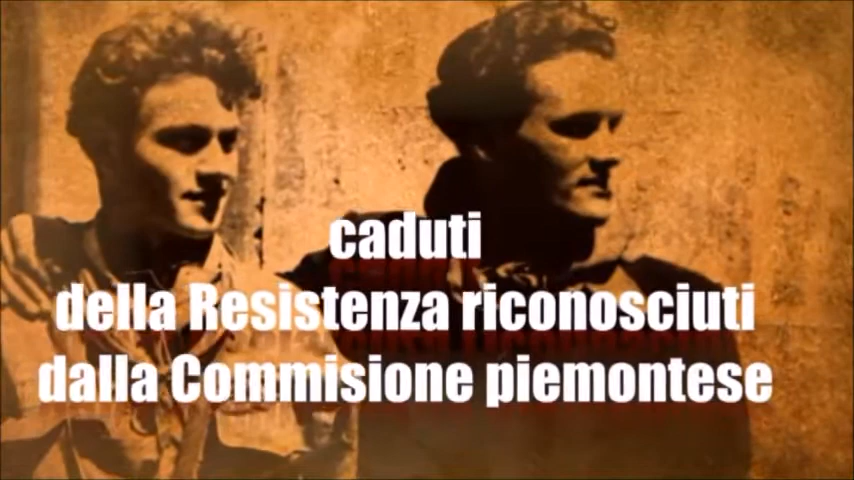 caduti
della Resistenza riconosciuti
dalla Commisione piemontese